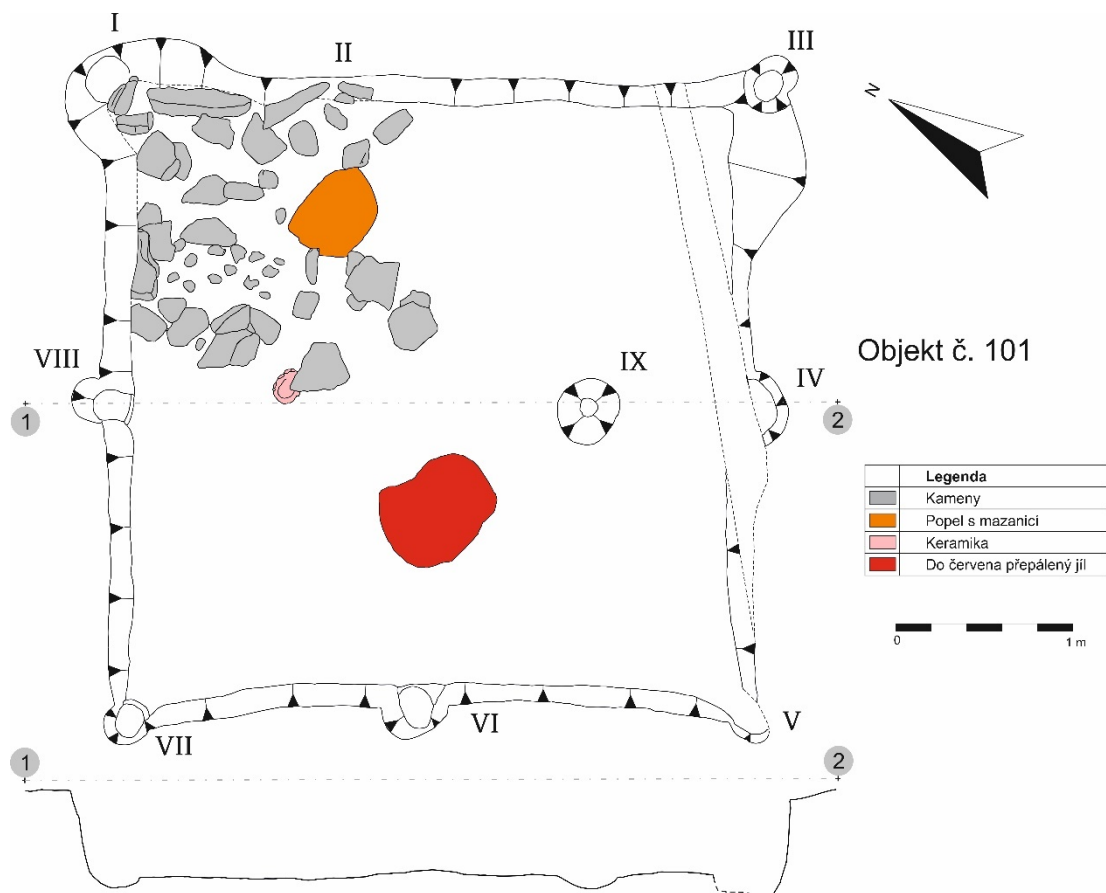 I
II
III
N
VIII
IX
IV
Objekt č. 101
1
2
Legenda
Kameny
Popel s mazanicí
Keramika
Do červena přepálený jíl
0
1 m
VII
VI
V
1
2